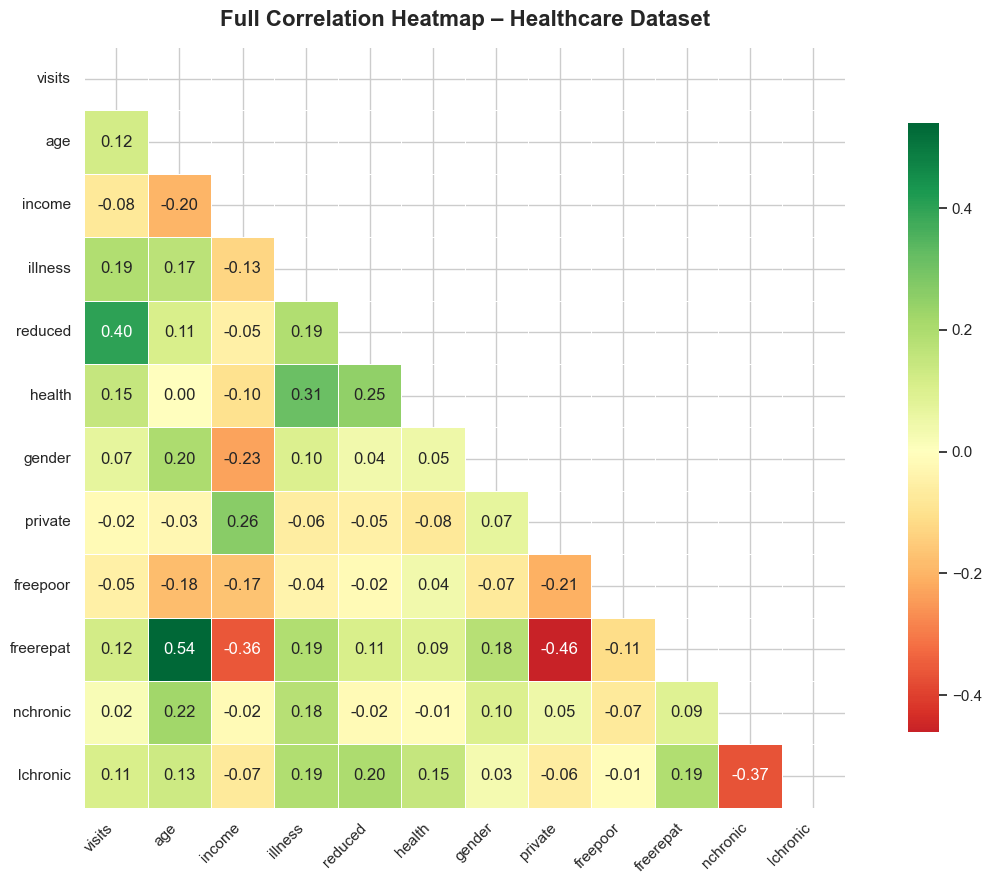 Full Correlation Heatmap – Healthcare Dataset
visits
age 0.12
income -0.08 -0.20
illness 0.19 0.17 -0.13
reduced 0.40 0.11 -0.05 0.19
health 0.15 0.00 -0.10 0.31 0.25
gender 0.07 0.20 -0.23 0.10 0.04 0.05
private -0.02 -0.03 0.26 -0.06 -0.05 -0.08 0.07
freepoor -0.05 -0.18 -0.17 -0.04 -0.02 0.04 -0.07 -0.21
freerepat 0.12 0.54 -0.36 0.19 0.11 0.09 0.18 -0.46 -0.11
nchronic 0.02 0.22 -0.02 0.18 -0.02 -0.01 0.10 0.05 -0.07 0.09
lchronic 0.11 0.13 -0.07 0.19 0.20 0.15 0.03 -0.06 -0.01 0.19 -0.37
visits age income illness reduced health gender private freepoor freerepat nchronic lchronic
0.4
0.2
0.0
−0.2
−0.4